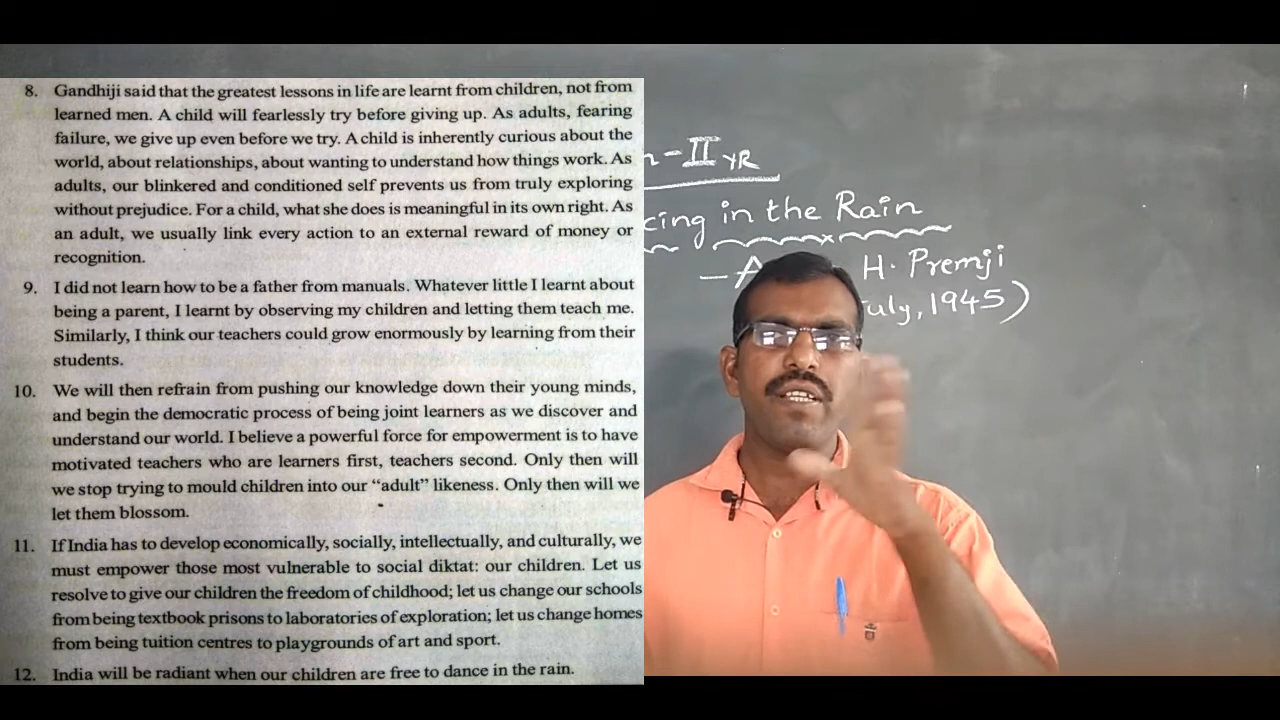 8. Gandhiji said that the greatest lessons in life are learnt from children, not from
learned men. A child will fearlessly try before giving up. As adults, fearing
failure, we give up even before we try. A child is inherently curious about the
world, about relationships, about wanting to understand how things work. As
adults, our blinkered and conditioned self prevents us from truly exploring
without prejudice. For a child, what she does is meaningful in its own right. As
an adult, we usually link every action to an external reward of money or
recognition.
9. I did not learn how to be a father from manuals. Whatever little I learnt about
being a parent, I learnt by observing my children and letting them teach me.
Similarly, I think our teachers could grow enormously by learning from their
students.
10. We will then refrain from pushing our knowledge down their young minds,
and begin the democratic process of being joint learners as we discover and
understand our world. I believe a powerful force for empowerment is to have
motivated teachers who are learners first, teachers second. Only then will
we stop trying to mould children into our “adult” likeness. Only then will we
let them blossom.
11. If India has to develop economically, socially, intellectually, and culturally, we
must empower those most vulnerable to social diktat: our children. Let us
resolve to give our children the freedom of childhood; let us change our schools
from being textbook prisons to laboratories of exploration; let us change homes
from being tuition centres to playgrounds of art and sport.
12. India will be radiant when our children are free to dance in the rain.
n-II YR
cing in the Rain
- A H. Premji
uly, 1945)